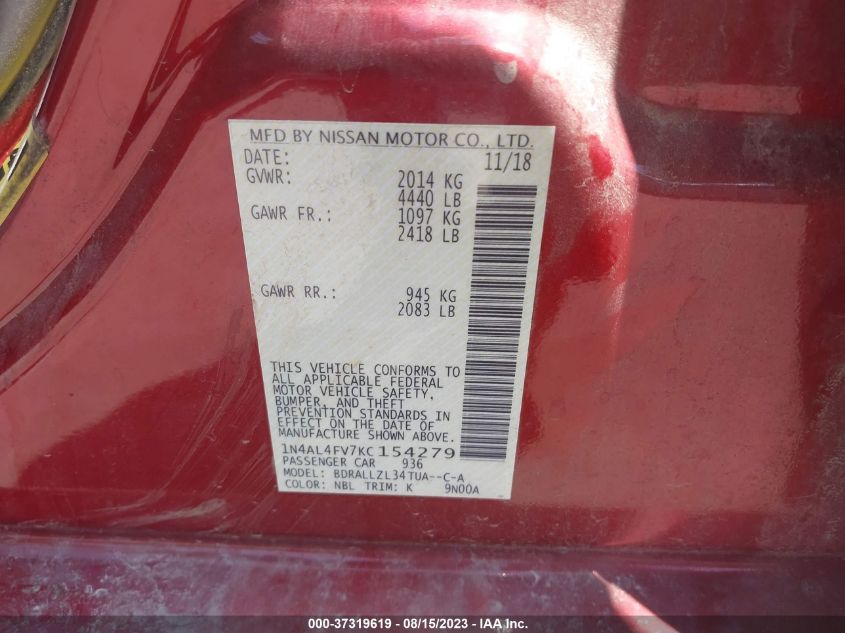 MFD BY NISSAN MOTOR CO., LTD.
DATE: 11/18
GVWR: 2014 KG
4440 LB
GAWR FR.: 1097 KG
2418 LB
GAWR RR.: 945 KG
2083 LB
THIS VEHICLE CONFORMS TO
ALL APPLICABLE FEDERAL
MOTOR VEHICLE SAFETY,
BUMPER, AND THEFT
PREVENTION STANDARDS IN
EFFECT ON THE DATE OF
MANUFACTURE SHOWN ABOVE.
1N4AL4FV7KC154279
PASSENGER CAR 936
MODEL: BDRALLZL34TUA--C-A
COLOR: NBL TRIM: K 9N00A
000-37319619 - 08/15/2023 - IAA Inc.